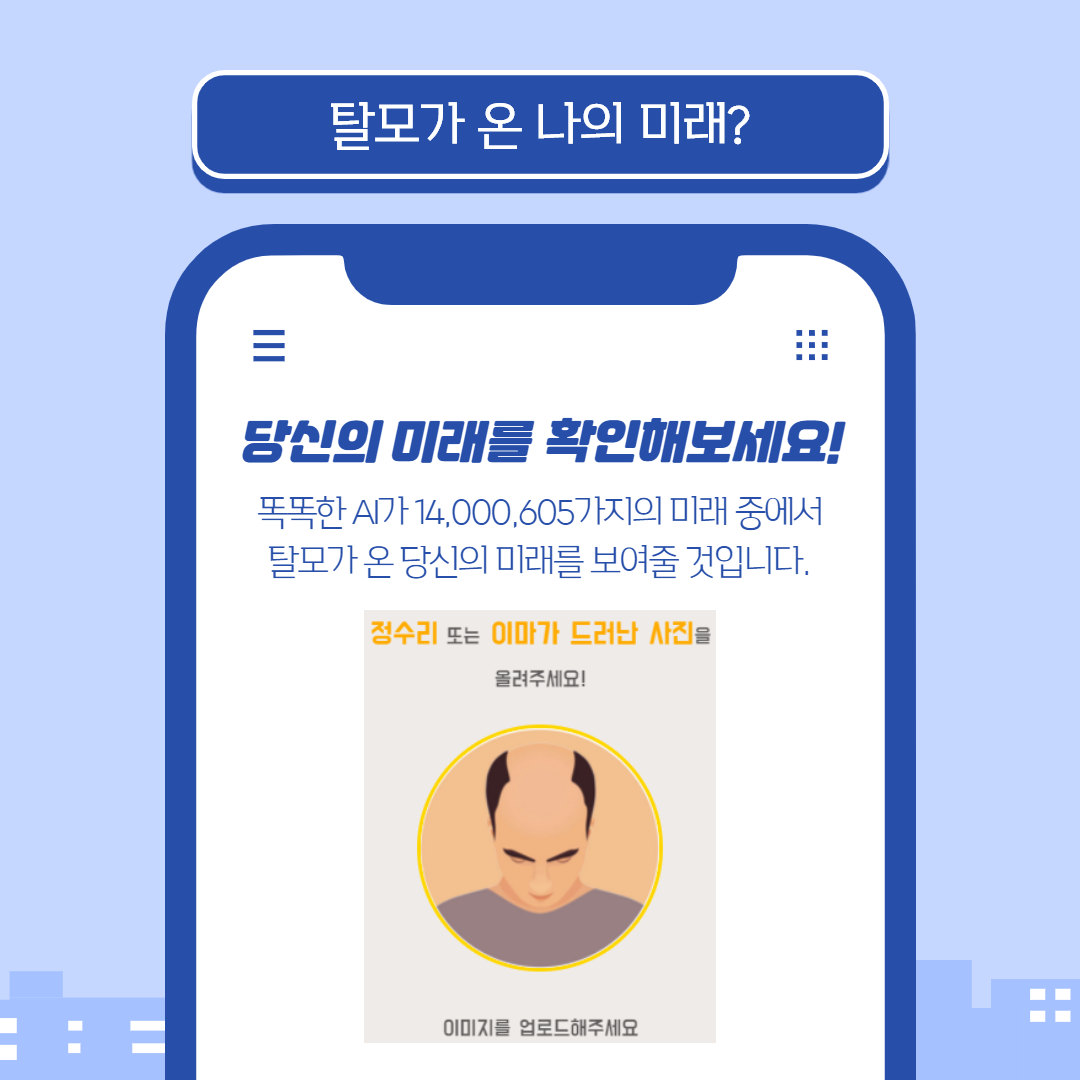 탈모가 온 나의 미래?
당신의 미래를 확인해보세요!
똑똑한 AI가 14,000,605가지의 미래 중에서
탈모가 온 당신의 미래를 보여줄 것입니다.
정수리 또는 이마가 드러난 사진을
올려주세요!
이미지를 업로드해주세요